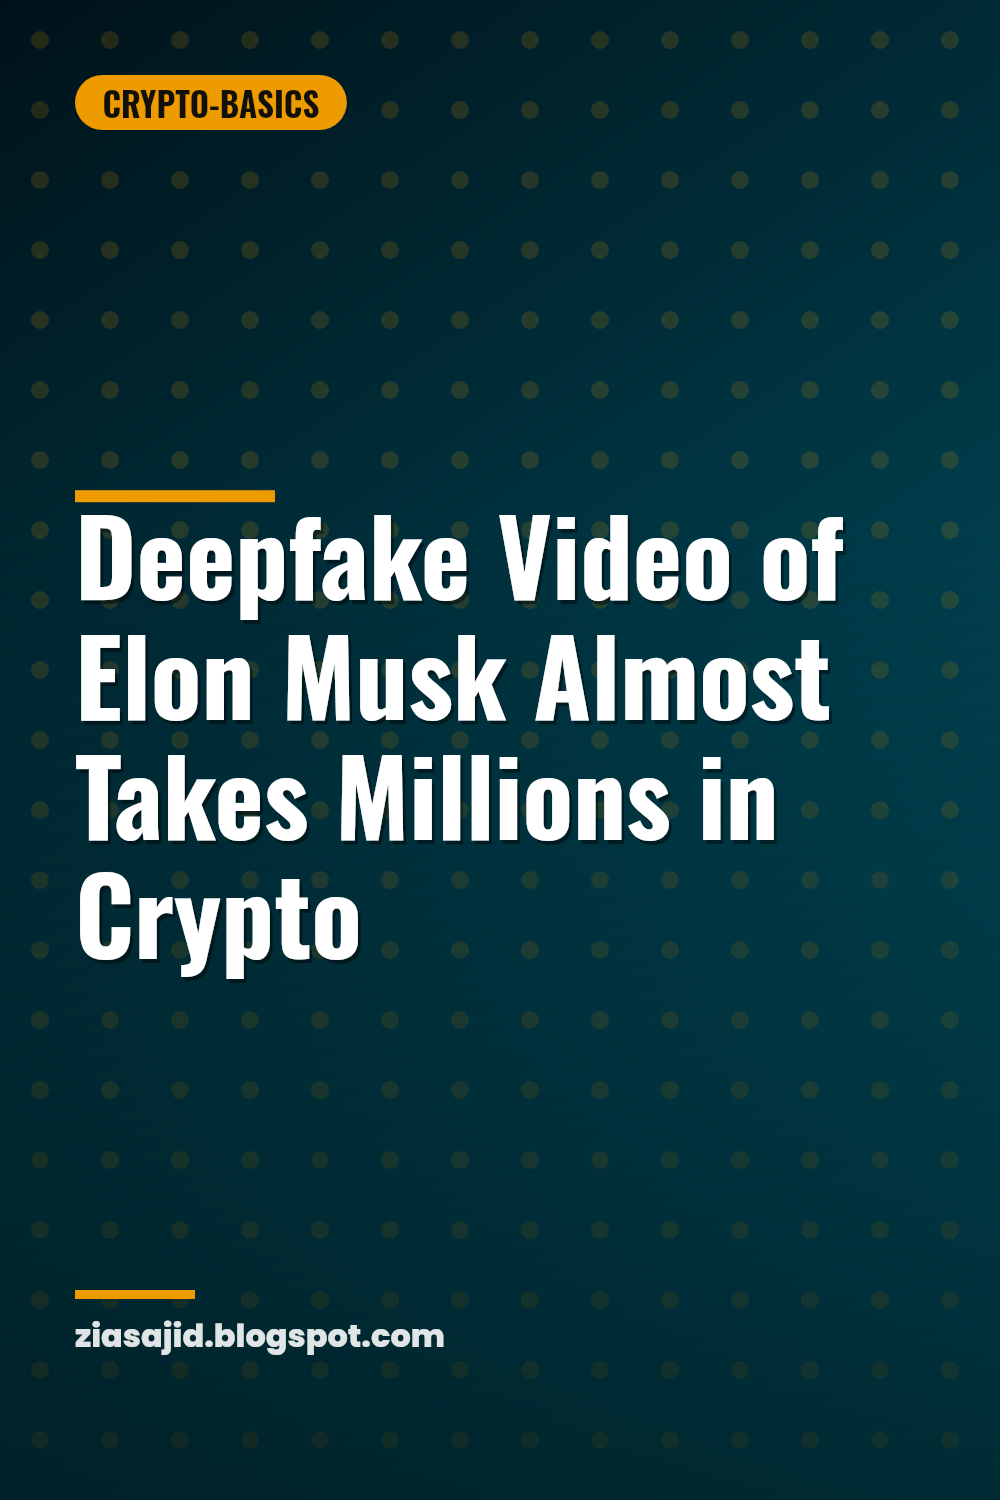 CRYPTO-BASICS
Deepfake Video of
Elon Musk Almost
Takes Millions in
Crypto
ziasajid.blogspot.com